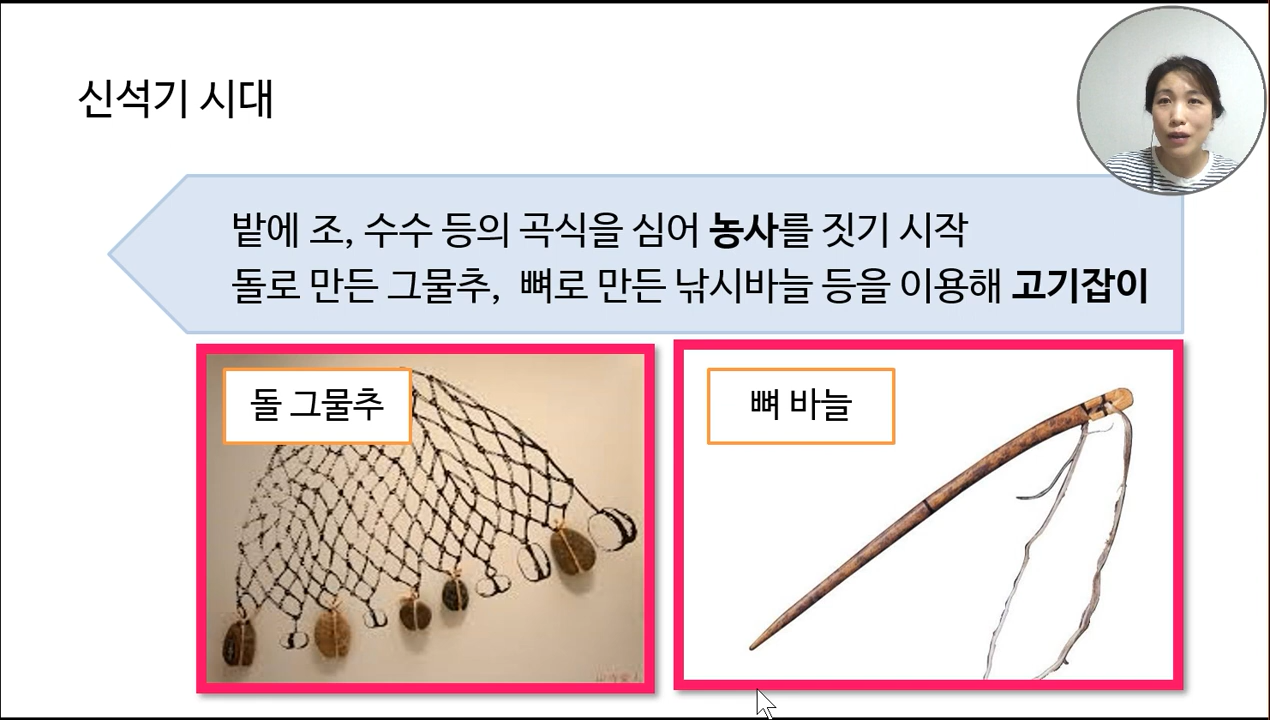 신석기 시대
밭에 조, 수수 등의 곡식을 심어 농사를 짓기 시작
돌로 만든 그물추, 뼈로 만든 낚시바늘 등을 이용해 고기잡이
돌 그물추
뼈 바늘